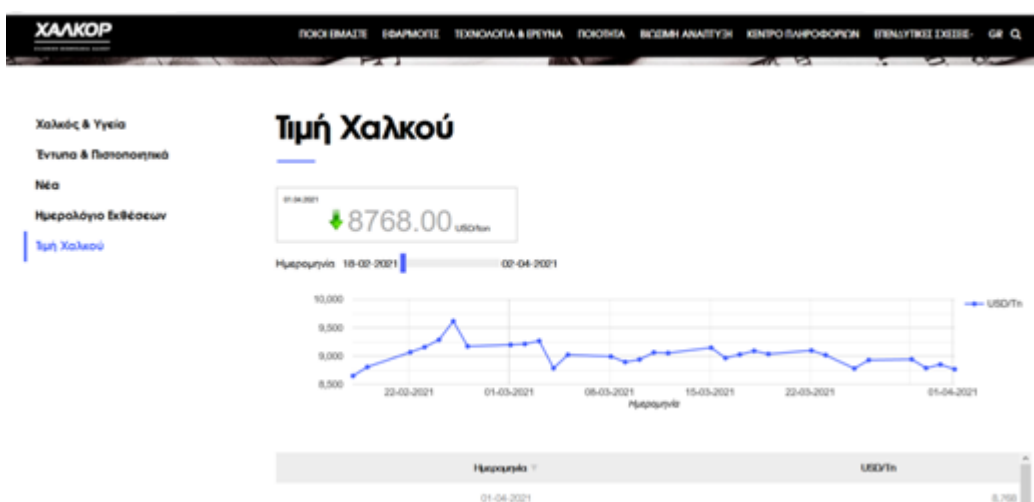 ΧΑΛΚΟΡ
ΠΟΙΟΙ ΕΙΜΑΣΤΕ ΕΦΑΡΜΟΓΕΣ ΤΕΧΝΟΛΟΓΙΑ & ΕΡΕΥΝΑ ΠΟΙΟΤΗΤΑ ΒΙΩΣΙΜΗ ΑΝΑΠΤΥΞΗ ΚΕΝΤΡΟ ΠΛΗΡΟΦΟΡΙΩΝ ΕΠΕΝΔΥΤΙΚΕΣ ΣΧΕΣΕΙΣ GR
Χαλκός & Υγεία
Έντυπα & Πιστοποιητικά
Νέα
Ημερολόγιο Εκθέσεων
Τιμή Χαλκού
Τιμή Χαλκού
01.04.2021
8768.00 USD/ton
Ημερομηνία 18-02-2021 02-04-2021
10,000
9,500
9,000
8,500
USD/Tn
22-02-2021 01-03-2021 08-03-2021 15-03-2021 22-03-2021 01-04-2021
Ημερομηνία
Ημερομηνία USD/Tn
01-04-2021 8,768